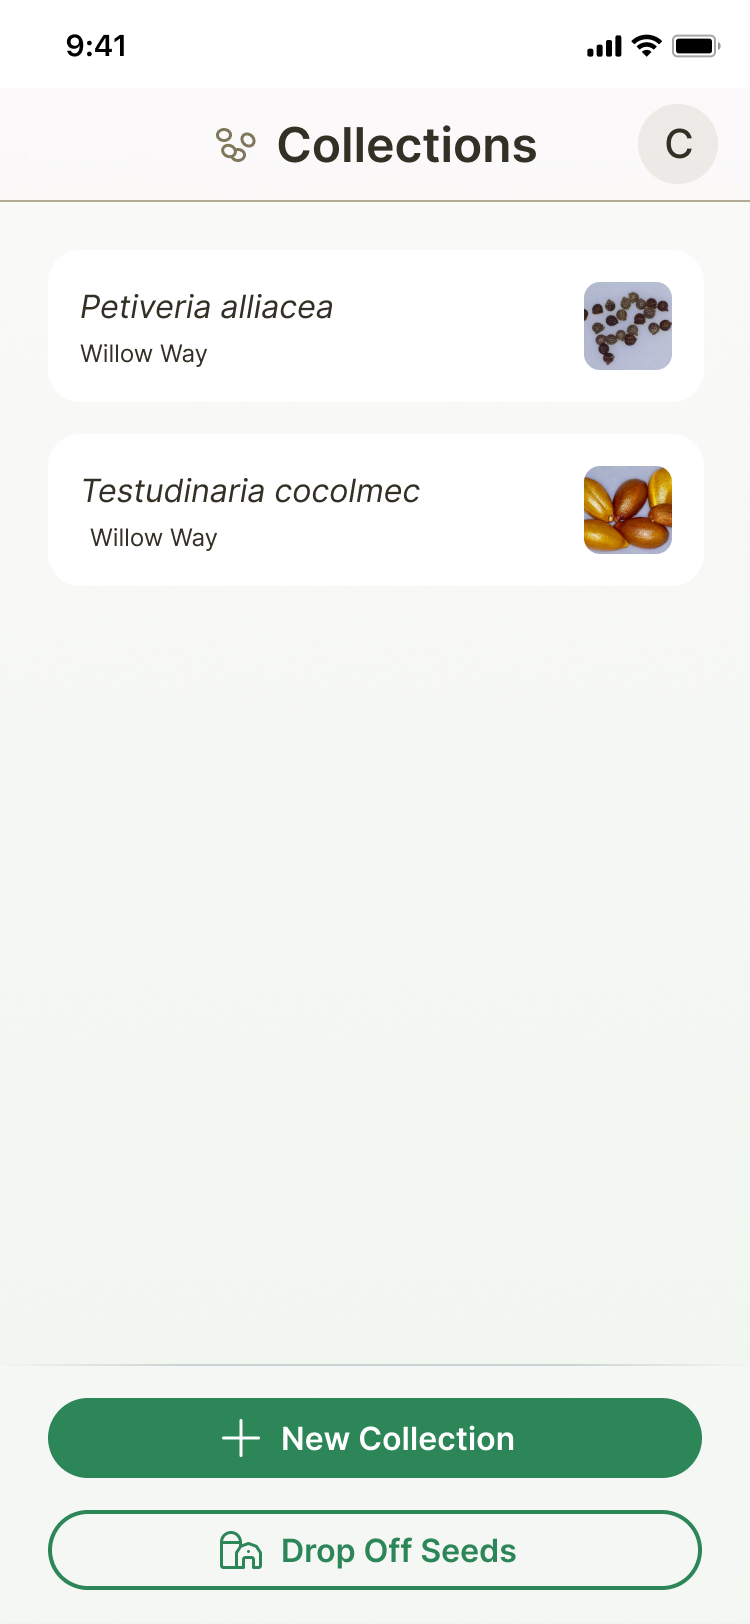 9:41
Collections
C
Petiveria alliacea
Willow Way
Testudinaria cocolmec
Willow Way
New Collection
Drop Off Seeds